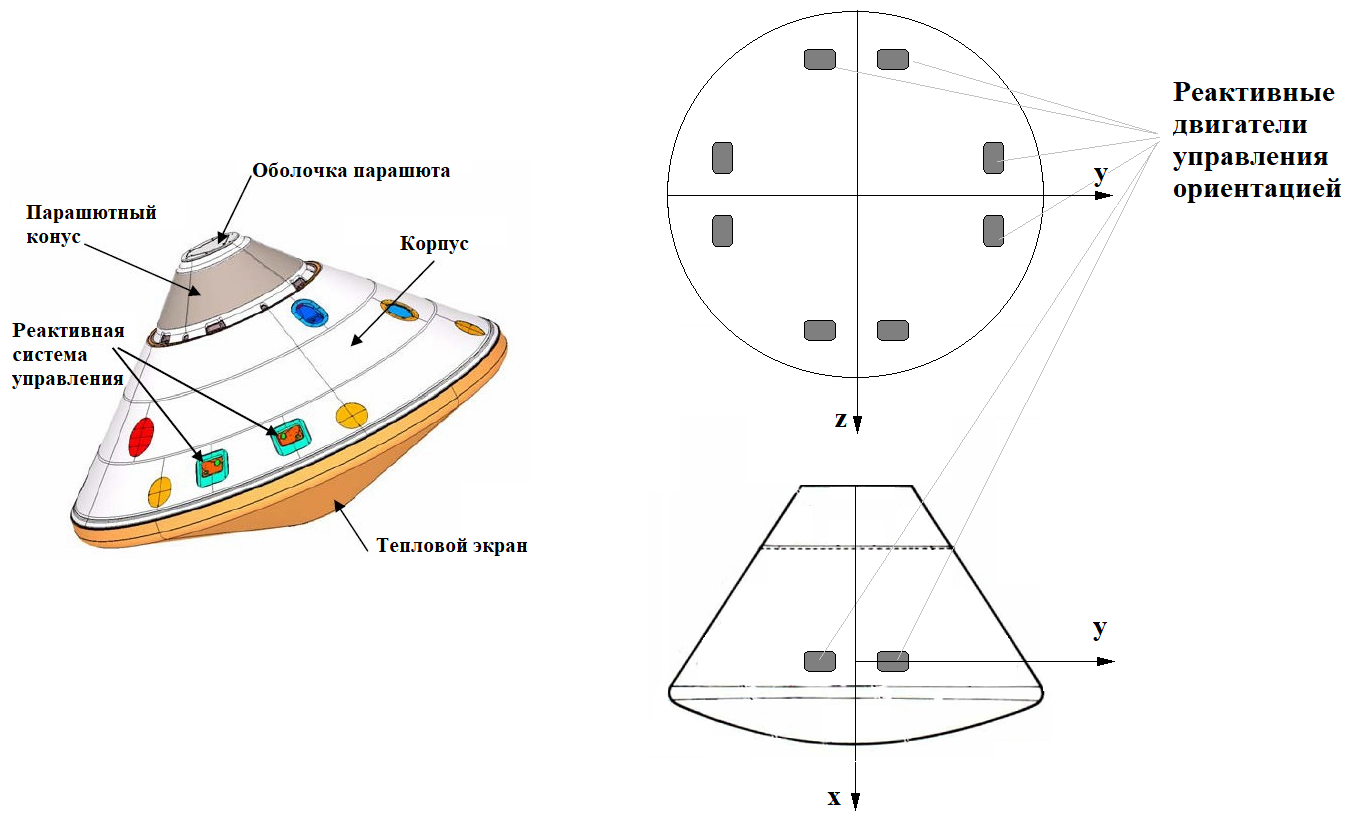 Оболочка парашюта
Парашютный
конус
Корпус
Реактивная
система
управления
Тепловой экран
Реактивные
двигатели
управления
ориентацией
y
z
y
x